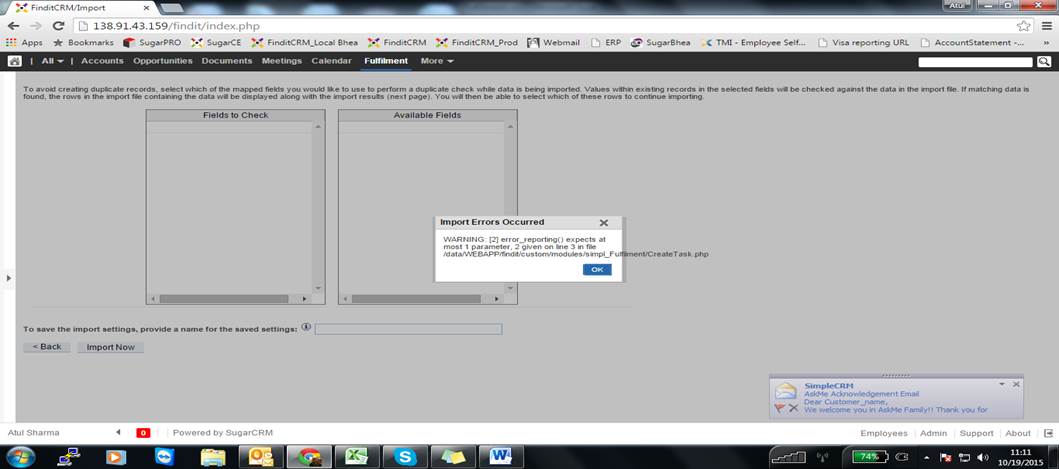 FinditCRM/Import
Atul
138.91.43.159/findit/index.php
Apps Bookmarks SugarPRO SugarCE FinditCRM_Local Bhea FinditCRM FinditCRM_Prod Webmail ERP SugarBhea TMI - Employee Self... Visa reporting URL AccountStatement -... »
| All | Accounts Opportunities Documents Meetings Calendar Fulfilment More
To avoid creating duplicate records, select which of the mapped fields you would like to use to perform a duplicate check while data is being imported. Values within existing records in the selected fields will be checked against the data in the import file. If matching data is
found, the rows in the import file containing the data will be displayed along with the import results (next page). You will then be able to select which of these rows to continue importing.
Fields to Check Available Fields
Import Errors Occurred
WARNING: [2] error_reporting() expects at
most 1 parameter, 2 given on line 3 in file
/data/WEBAPP/findit/custom/modules/simpl_Fulfilment/CreateTask.php
OK
To save the import settings, provide a name for the saved settings:
< Back Import Now
SimpleCRM
AskMe Acknowledgement Email
Dear Customer_name,
We welcome you in AskMe Family!! Thank you for
Atul Sharma 0 Powered by SugarCRM Employees | Admin | Support | About |
74%
11:11
10/19/2015